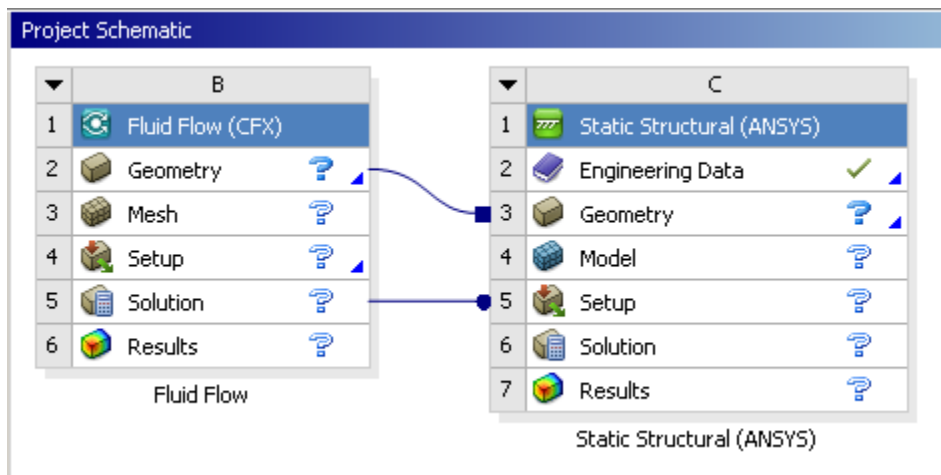 Project Schematic
B
1 Fluid Flow (CFX)
2 Geometry
3 Mesh
4 Setup
5 Solution
6 Results
Fluid Flow
C
1 Static Structural (ANSYS)
2 Engineering Data
3 Geometry
4 Model
5 Setup
6 Solution
7 Results
Static Structural (ANSYS)